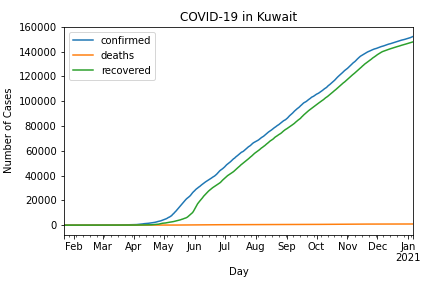 COVID-19 in Kuwait
confirmed
deaths
recovered
Number of Cases
160000
140000
120000
100000
80000
60000
40000
20000
0
Feb Mar Apr May Jun Jul Aug Sep Oct Nov Dec Jan
2021
Day